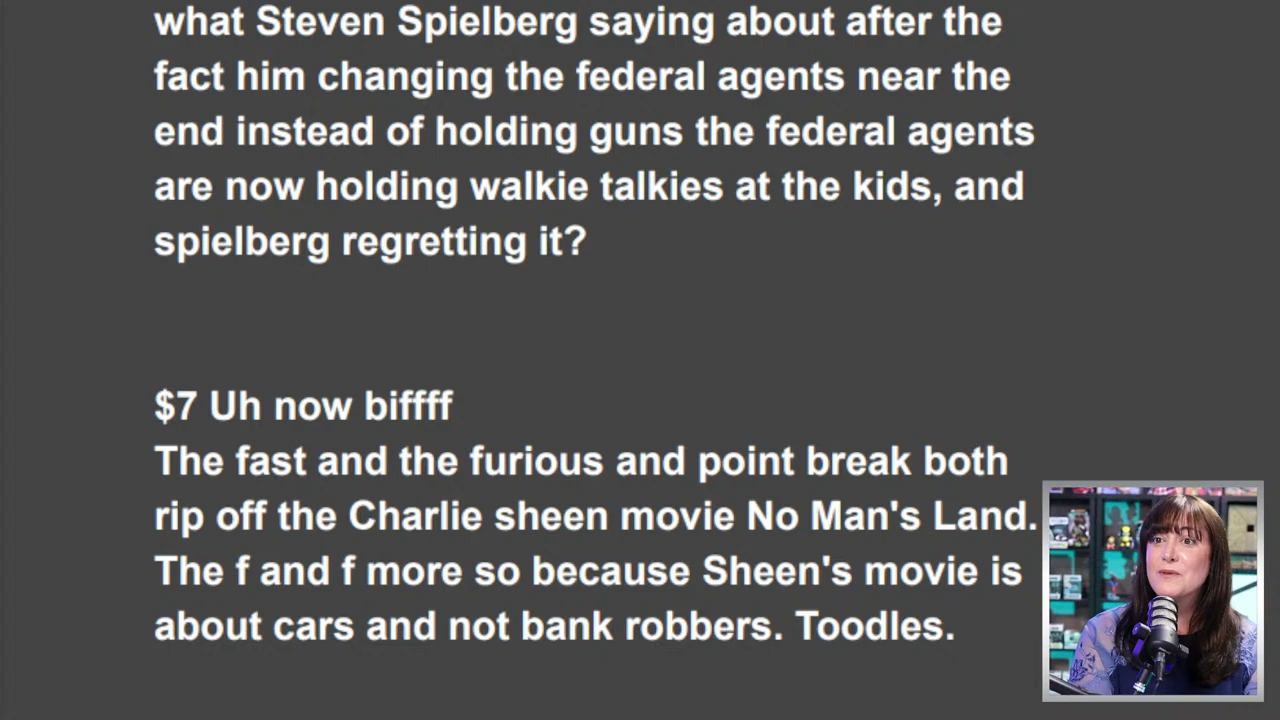 what Steven Spielberg saying about after the
fact him changing the federal agents near the
end instead of holding guns the federal agents
are now holding walkie talkies at the kids, and
spielberg regretting it?
$7 Uh now biffff
The fast and the furious and point break both
rip off the Charlie sheen movie No Man's Land.
The f and f more so because Sheen's movie is
about cars and not bank robbers. Toodles.